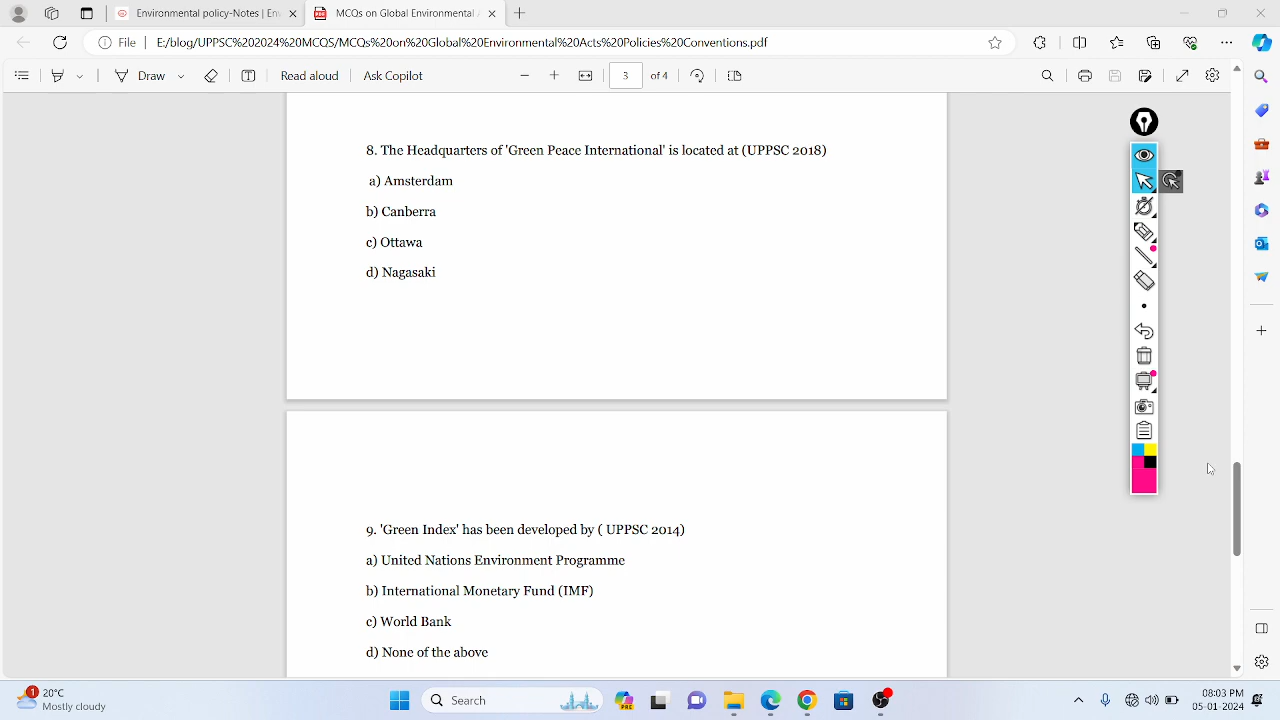 Environmental policy-Notes | En
MCQs on Global Environmental
File
E:/blog/UPPSC%202024%20MCQS/MCQs%20on%20Global%20Environmental%20Acts%20Policies%20Conventions.pdf
Draw
Read aloud
Ask Copilot
3 of 4
8. The Headquarters of 'Green Peace International' is located at (UPPSC 2018)
a) Amsterdam
b) Canberra
c) Ottawa
d) Nagasaki
9. 'Green Index' has been developed by ( UPPSC 2014)
a) United Nations Environment Programme
b) International Monetary Fund (IMF)
c) World Bank
d) None of the above
1
20°C
Mostly cloudy
Search
PRE
08:03 PM
05-01-2024